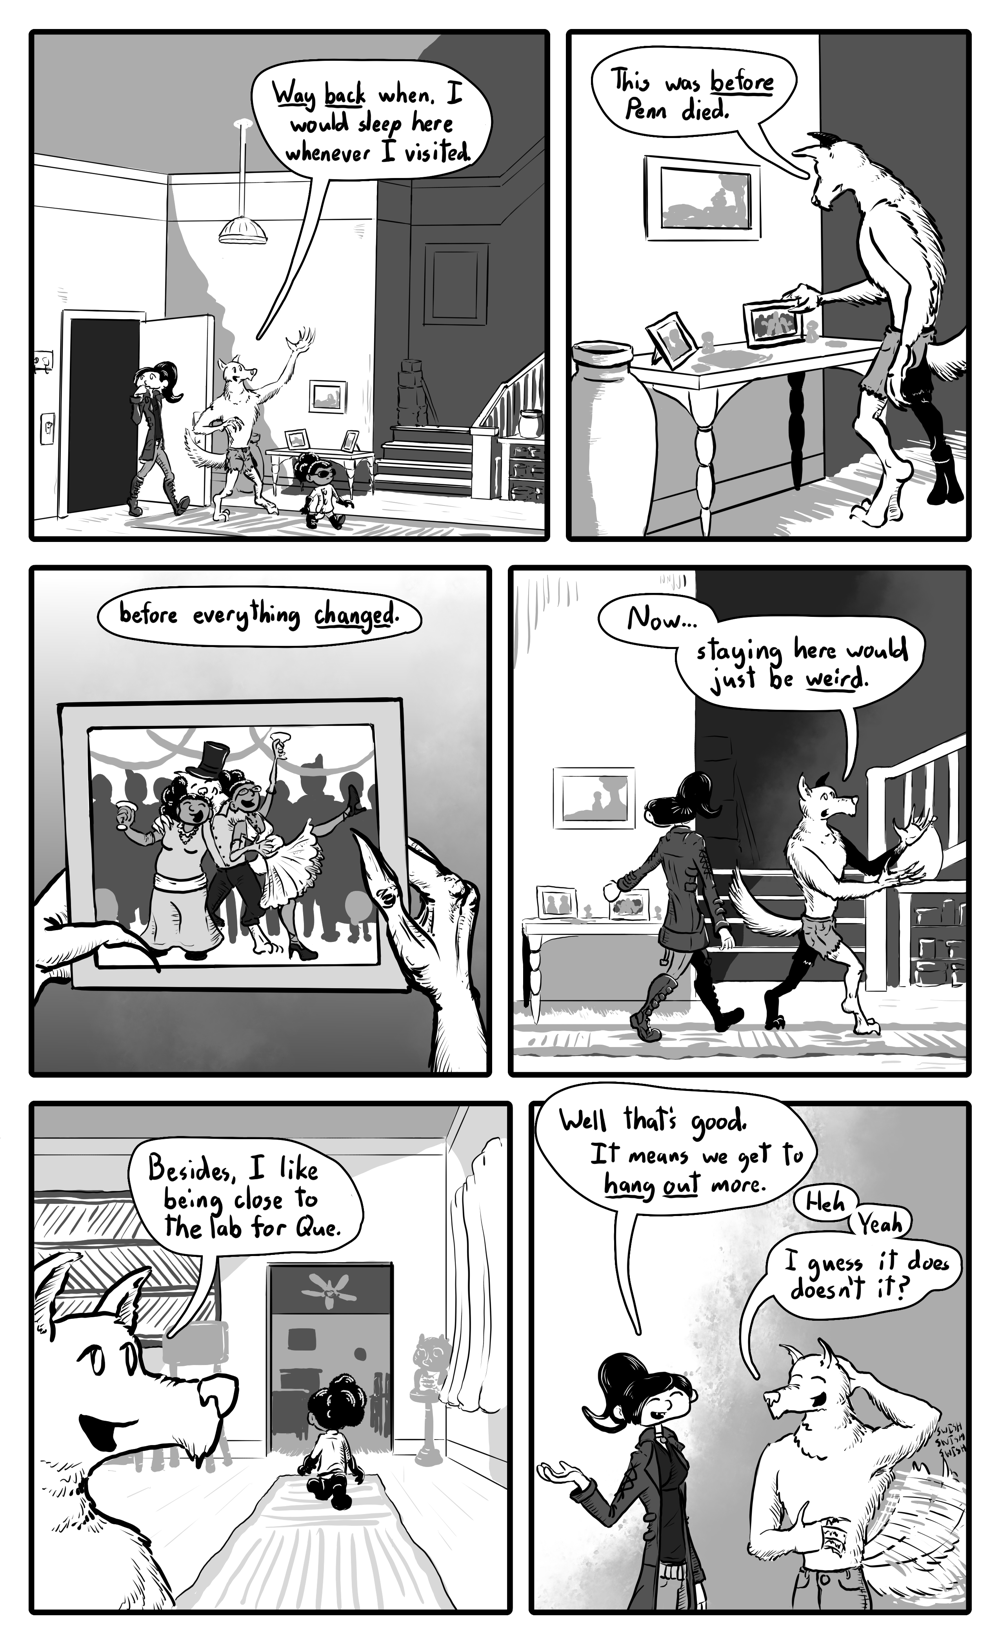 Way back when, I
would sleep here
whenever I visited.
This was before
Penn died.
before everything changed.
Now...
staying here would
just be weird.
Besides, I like
being close to
the lab for Que.
Well that's good.
It means we get to
hang out more.
Heh
Yeah
I guess it does
doesn't it?
SWISH
SWISH
SWISH